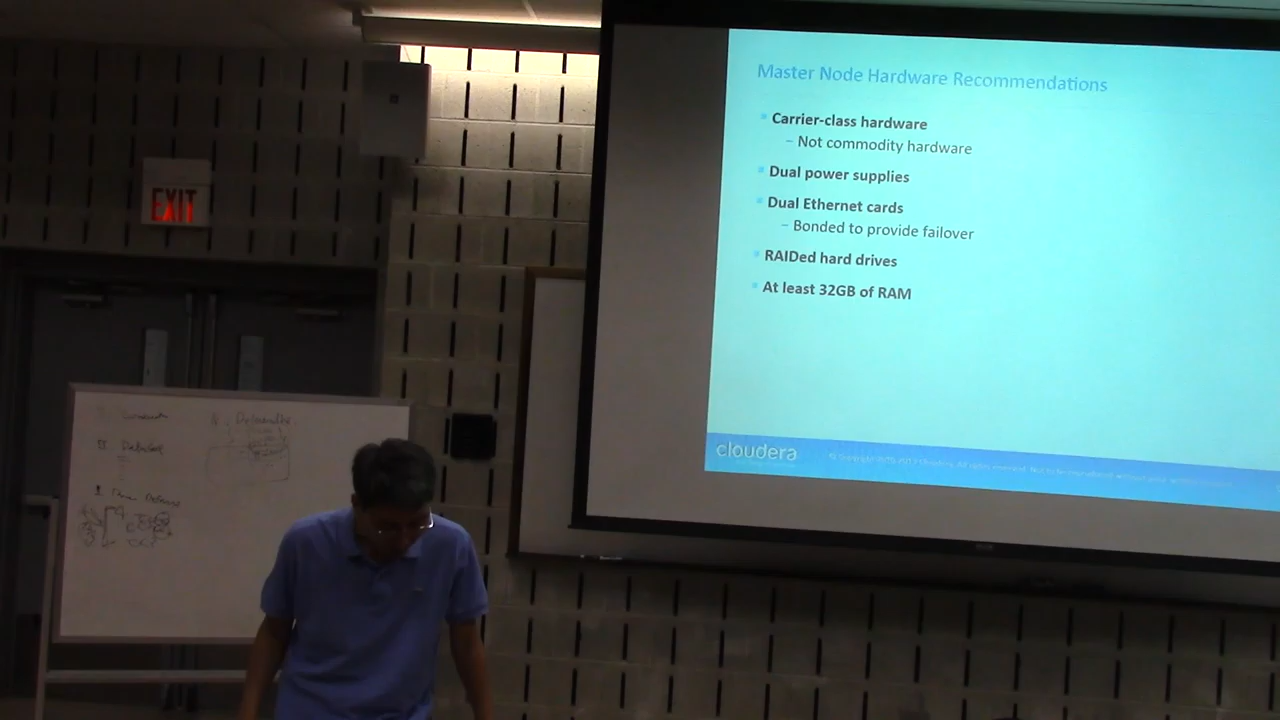 EXIT
Master Node Hardware Recommendations
Carrier-class hardware
– Not commodity hardware
Dual power supplies
Dual Ethernet cards
– Bonded to provide failover
RAIDed hard drives
At least 32GB of RAM
cloudera